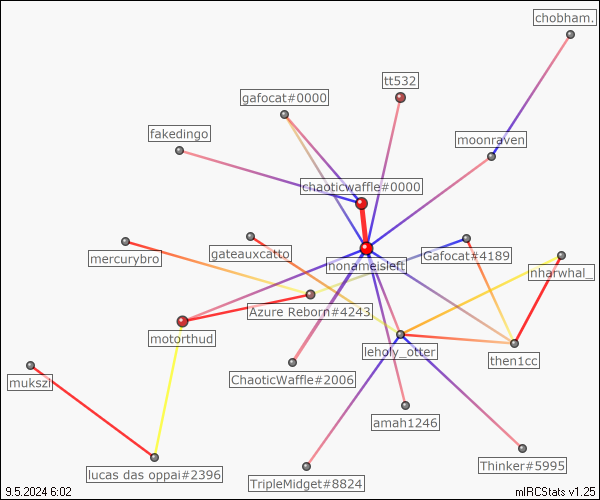 chobham.
tt532
gafocat#0000
fakedingo
moonraven
chaoticwaffle#0000
mercurybro
gateauxcatto
nonameisleft
Gafocat#4189
nharwhal_
Azure Reborn#4243
motorthud
leholy_otter
then1cc
mukszi
ChaoticWaffle#2006
amah1246
lucas das oppai#2396
TripleMidget#8824
Thinker#5995
9.5.2024 6:02
mIRCStats v1.25